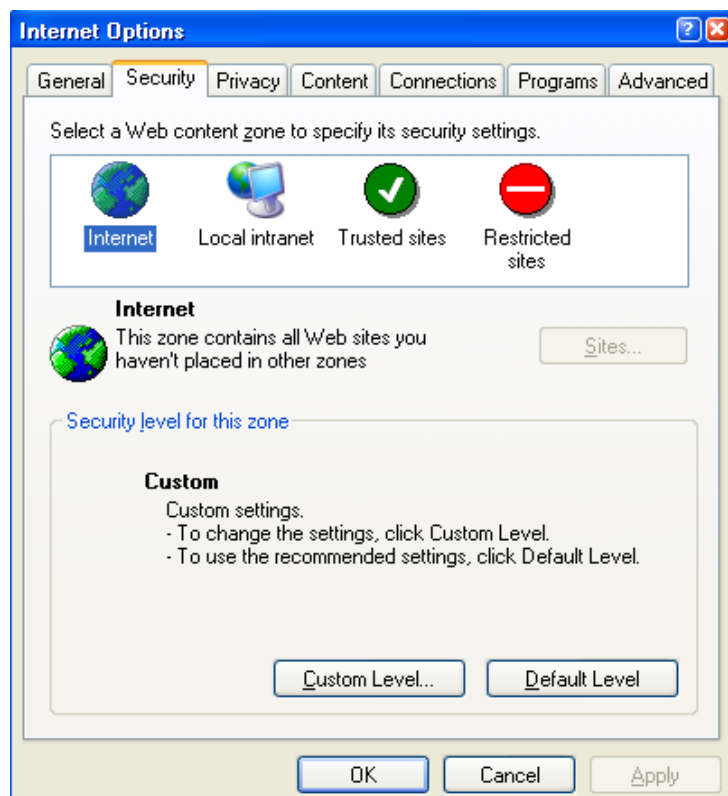 Internet Options
General Security Privacy Content Connections Programs Advanced
Select a Web content zone to specify its security settings.
Internet Local intranet Trusted sites Restricted sites
Internet
This zone contains all Web sites you
haven't placed in other zones
Sites...
Security level for this zone
Custom
Custom settings.
- To change the settings, click Custom Level.
- To use the recommended settings, click Default Level.
Custom Level... Default Level
OK Cancel Apply